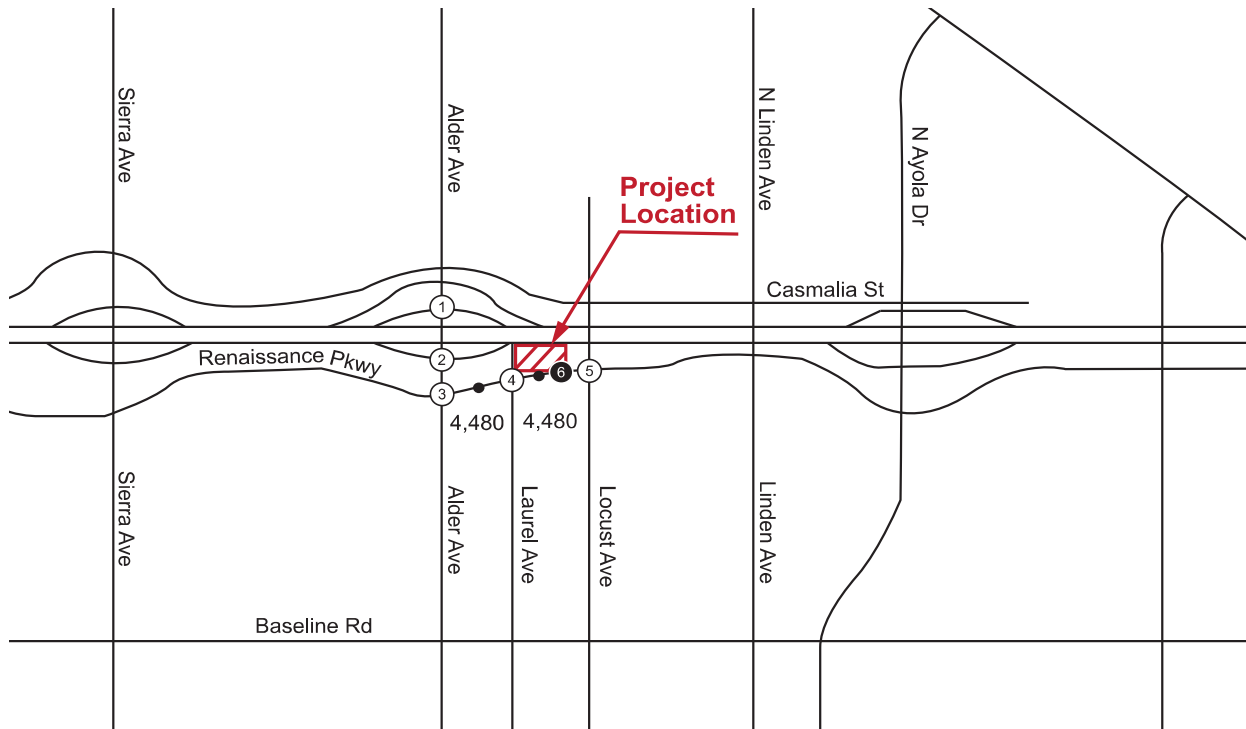 Sierra Ave
Alder Ave
N Linden Ave
N Ayola Dr
Project
Location
Casmalia St
1
Renaissance Pkwy
2
3
4
6
5
4,480
4,480
Sierra Ave
Alder Ave
Laurel Ave
Locust Ave
Linden Ave
Baseline Rd